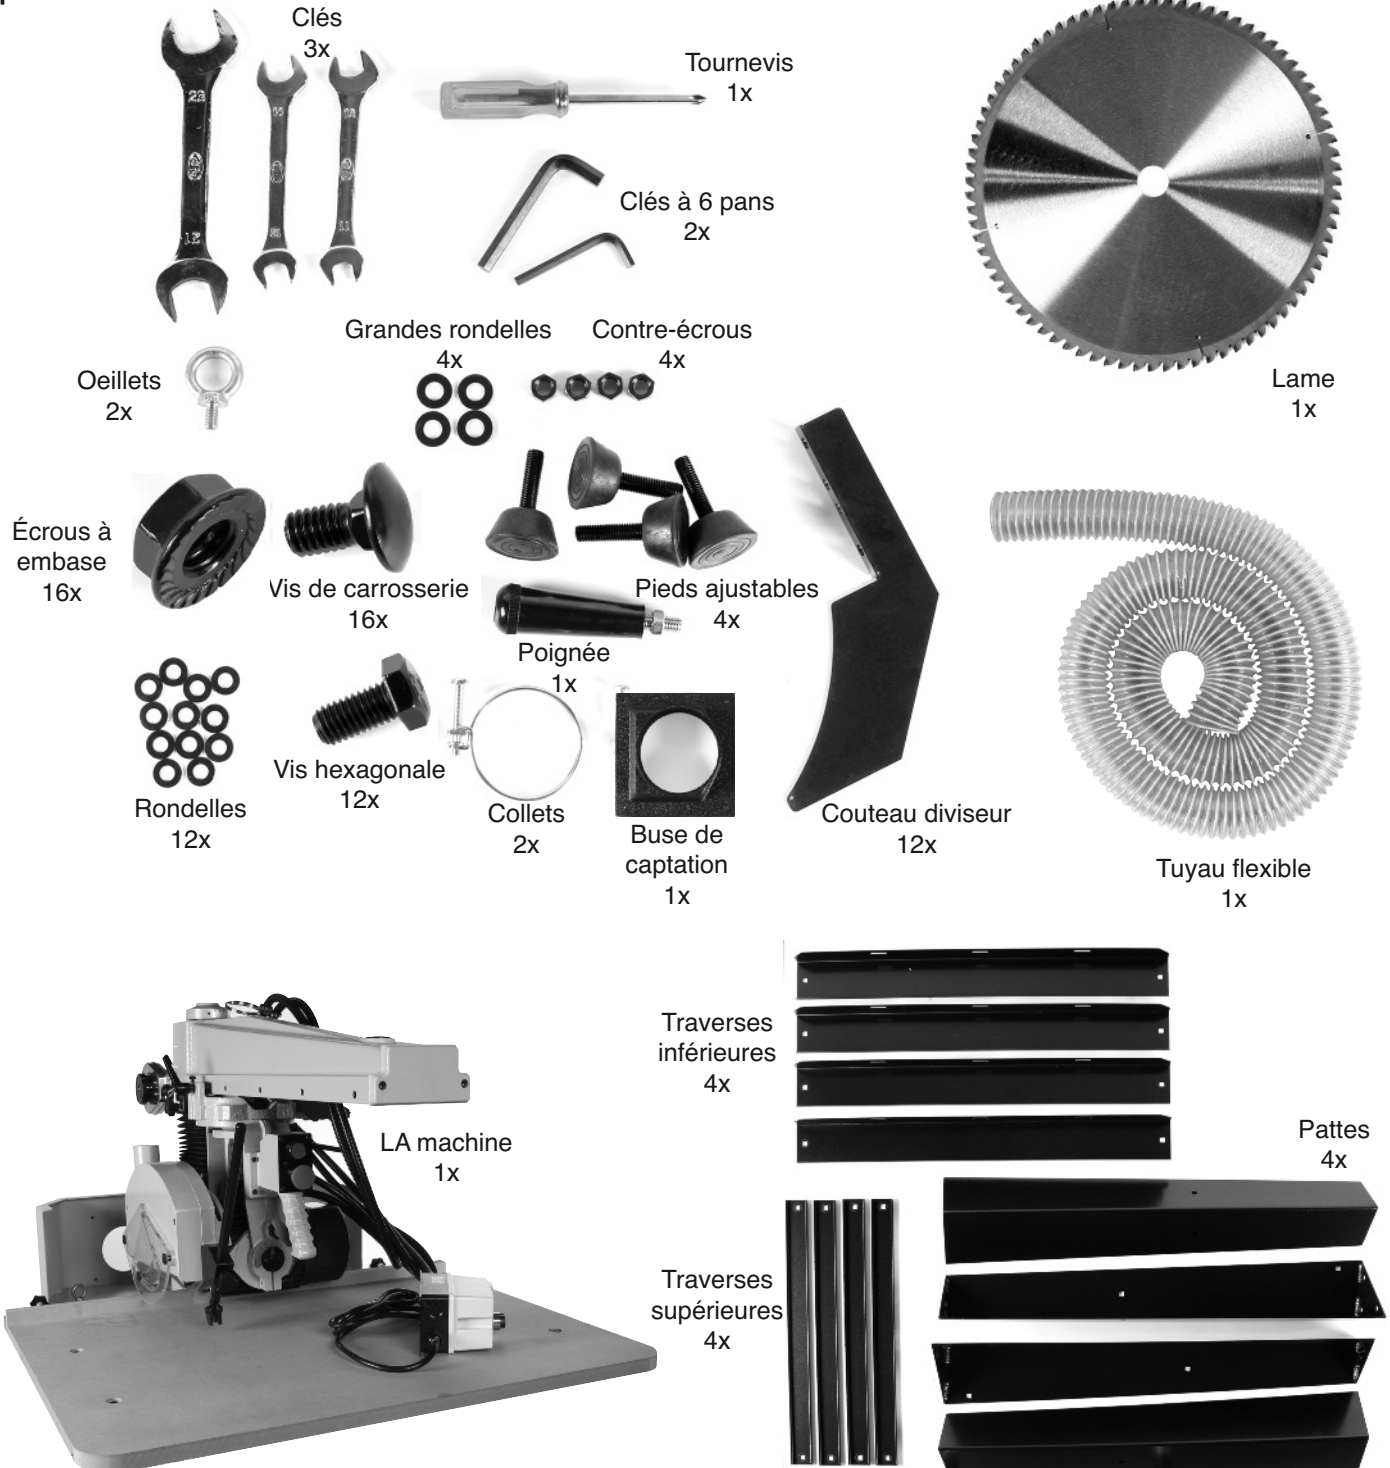 Clés
3x
Tournevis
1x
Clés à 6 pans
2x
Lame
1x
Grandes rondelles
4x
Contre-écrous
4x
Oeillets
2x
Écrous à
embase
16x
Vis de carrosserie
16x
Pieds ajustables
4x
Poignée
1x
Rondelles
12x
Vis hexagonale
12x
Collets
2x
Buse de
captation
1x
Couteau diviseur
12x
Tuyau flexible
1x
LA machine
1x
Traverses
inférieures
4x
Pattes
4x
Traverses
supérieures
4x
23